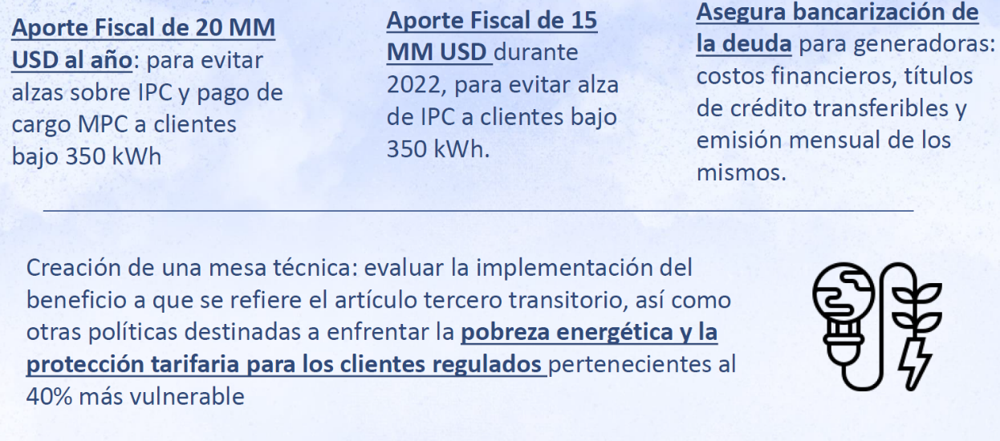 Aporte Fiscal de 20 MM
USD al año: para evitar
alzas sobre IPC y pago de
cargo MPC a clientes
bajo 350 kWh
Aporte Fiscal de 15
MM USD durante
2022, para evitar alza
de IPC a clientes bajo
350 kWh.
Asegura bancarización de
la deuda para generadoras:
costos financieros, títulos
de crédito transferibles y
emisión mensual de los
mismos.
Creación de una mesa técnica: evaluar la implementación del
beneficio a que se refiere el artículo tercero transitorio, así como
otras políticas destinadas a enfrentar la pobreza energética y la
protección tarifaria para los clientes regulados pertenecientes al
40% más vulnerable